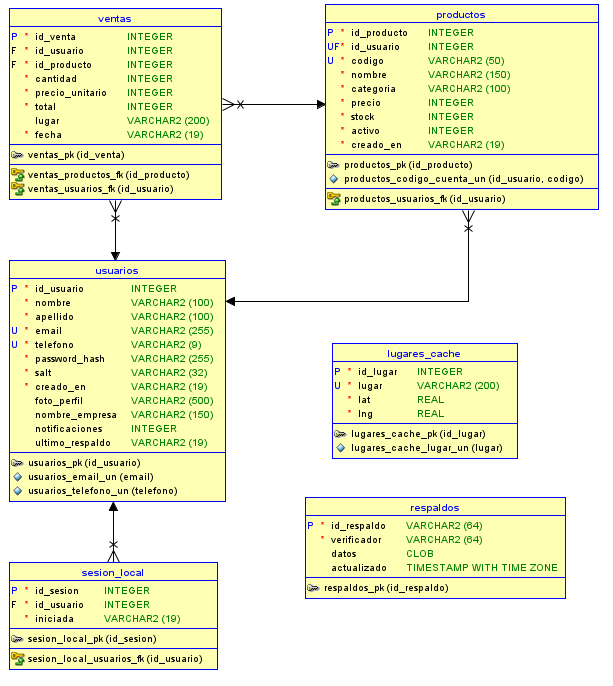 ventas
P * id_venta INTEGER
F * id_usuario INTEGER
F * id_producto INTEGER
* cantidad INTEGER
* precio_unitario INTEGER
* total INTEGER
lugar VARCHAR2 (200)
* fecha VARCHAR2 (19)
ventas_pk (id_venta)
ventas_productos_fk (id_producto)
ventas_usuarios_fk (id_usuario)
productos
P * id_producto INTEGER
UF* id_usuario INTEGER
U * codigo VARCHAR2 (50)
* nombre VARCHAR2 (150)
* categoria VARCHAR2 (100)
* precio INTEGER
* stock INTEGER
* activo INTEGER
* creado_en VARCHAR2 (19)
productos_pk (id_producto)
productos_codigo_cuenta_un (id_usuario, codigo)
productos_usuarios_fk (id_usuario)
usuarios
P * id_usuario INTEGER
* nombre VARCHAR2 (100)
* apellido VARCHAR2 (100)
U * email VARCHAR2 (255)
U * telefono VARCHAR2 (9)
* password_hash VARCHAR2 (255)
* salt VARCHAR2 (32)
* creado_en VARCHAR2 (19)
foto_perfil VARCHAR2 (500)
nombre_empresa VARCHAR2 (150)
notificaciones INTEGER
ultimo_respaldo VARCHAR2 (19)
usuarios_pk (id_usuario)
usuarios_email_un (email)
usuarios_telefono_un (telefono)
lugares_cache
P * id_lugar INTEGER
U * lugar VARCHAR2 (200)
* lat REAL
* lng REAL
lugares_cache_pk (id_lugar)
lugares_cache_lugar_un (lugar)
respaldos
P * id_respaldo VARCHAR2 (64)
* verificador VARCHAR2 (64)
datos CLOB
actualizado TIMESTAMP WITH TIME ZONE
respaldos_pk (id_respaldo)
sesion_local
P * id_sesion INTEGER
F * id_usuario INTEGER
* iniciada VARCHAR2 (19)
sesion_local_pk (id_sesion)
sesion_local_usuarios_fk (id_usuario)